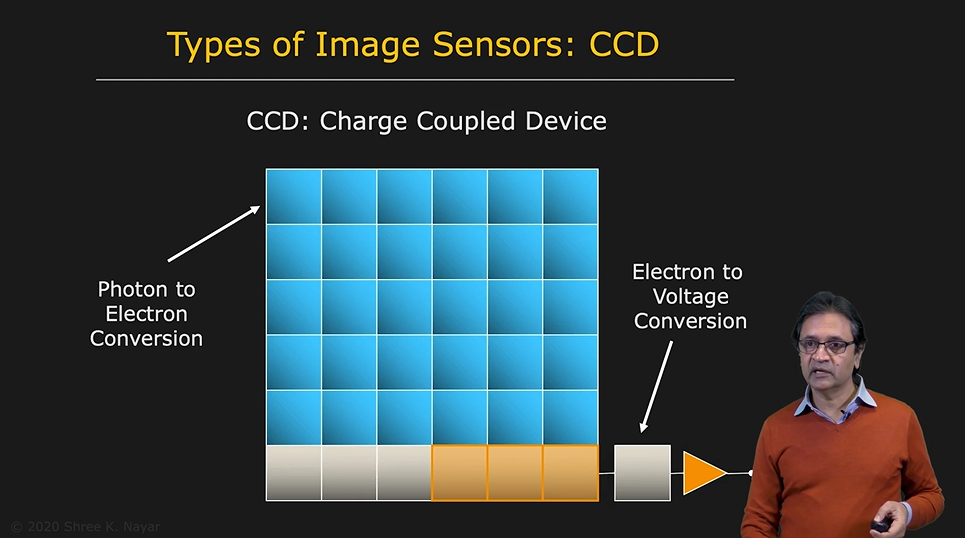 Types of Image Sensors: CCD
CCD: Charge Coupled Device
Photon to
Electron
Conversion
Electron to
Voltage
Conversion
© 2020 Shree K. Nayar